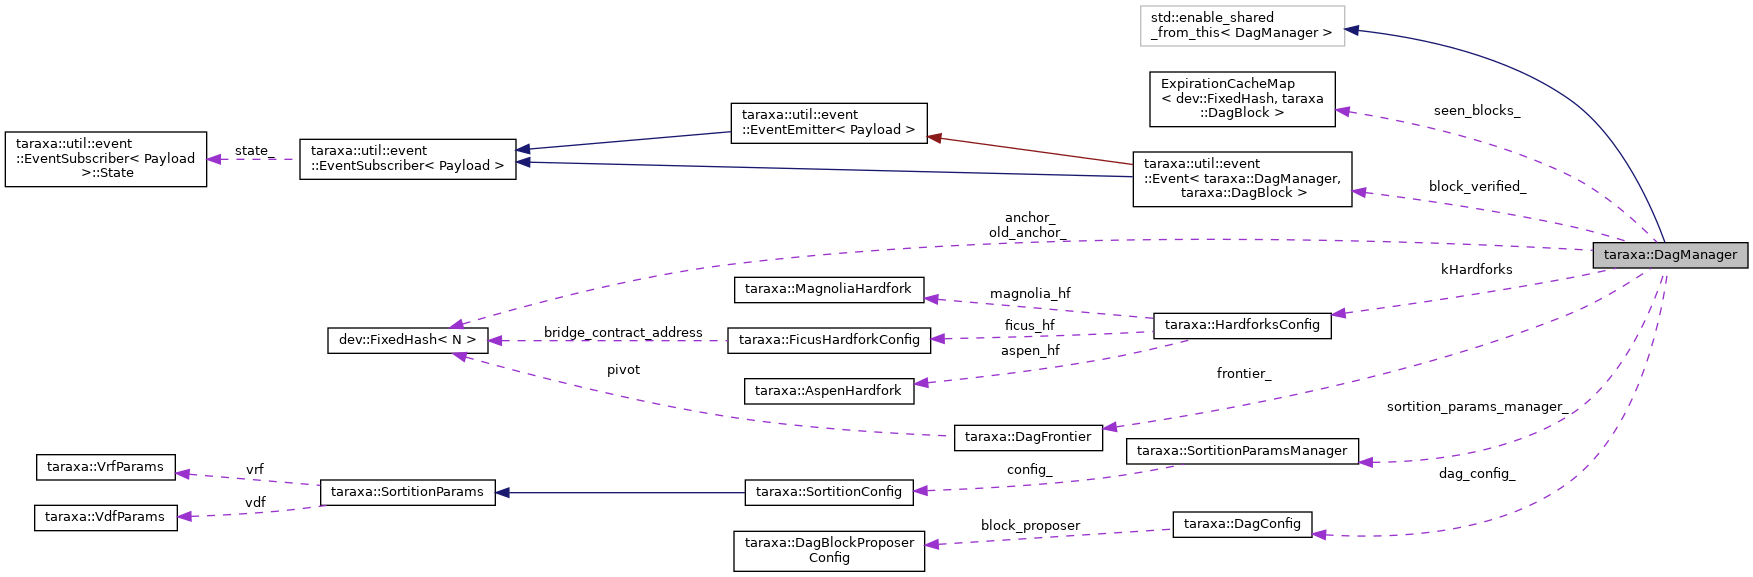 std::enable_shared
_from_this< DagManager >
ExpirationCacheMap
< dev::FixedHash, taraxa
::DagBlock >
seen_blocks_
taraxa::util::event
::EventEmitter< Payload >
taraxa::util::event
::EventSubscriber< Payload
>::State
state_
taraxa::util::event
::EventSubscriber< Payload >
taraxa::util::event
::Event< taraxa::DagManager,
taraxa::DagBlock >
block_verified_
anchor_
old_anchor_
taraxa::DagManager
kHardforks
taraxa::MagnoliaHardfork
magnolia_hf
dev::FixedHash< N >
bridge_contract_address
taraxa::FicusHardforkConfig
ficus_hf
taraxa::HardforksConfig
aspen_hf
pivot
taraxa::AspenHardfork
frontier_
sortition_params_manager_
taraxa::DagFrontier
taraxa::SortitionParamsManager
taraxa::VrfParams
vrf
config_
dag_config_
taraxa::SortitionParams
taraxa::SortitionConfig
vdf
taraxa::VdfParams
block_proposer
taraxa::DagConfig
taraxa::DagBlockProposer
Config